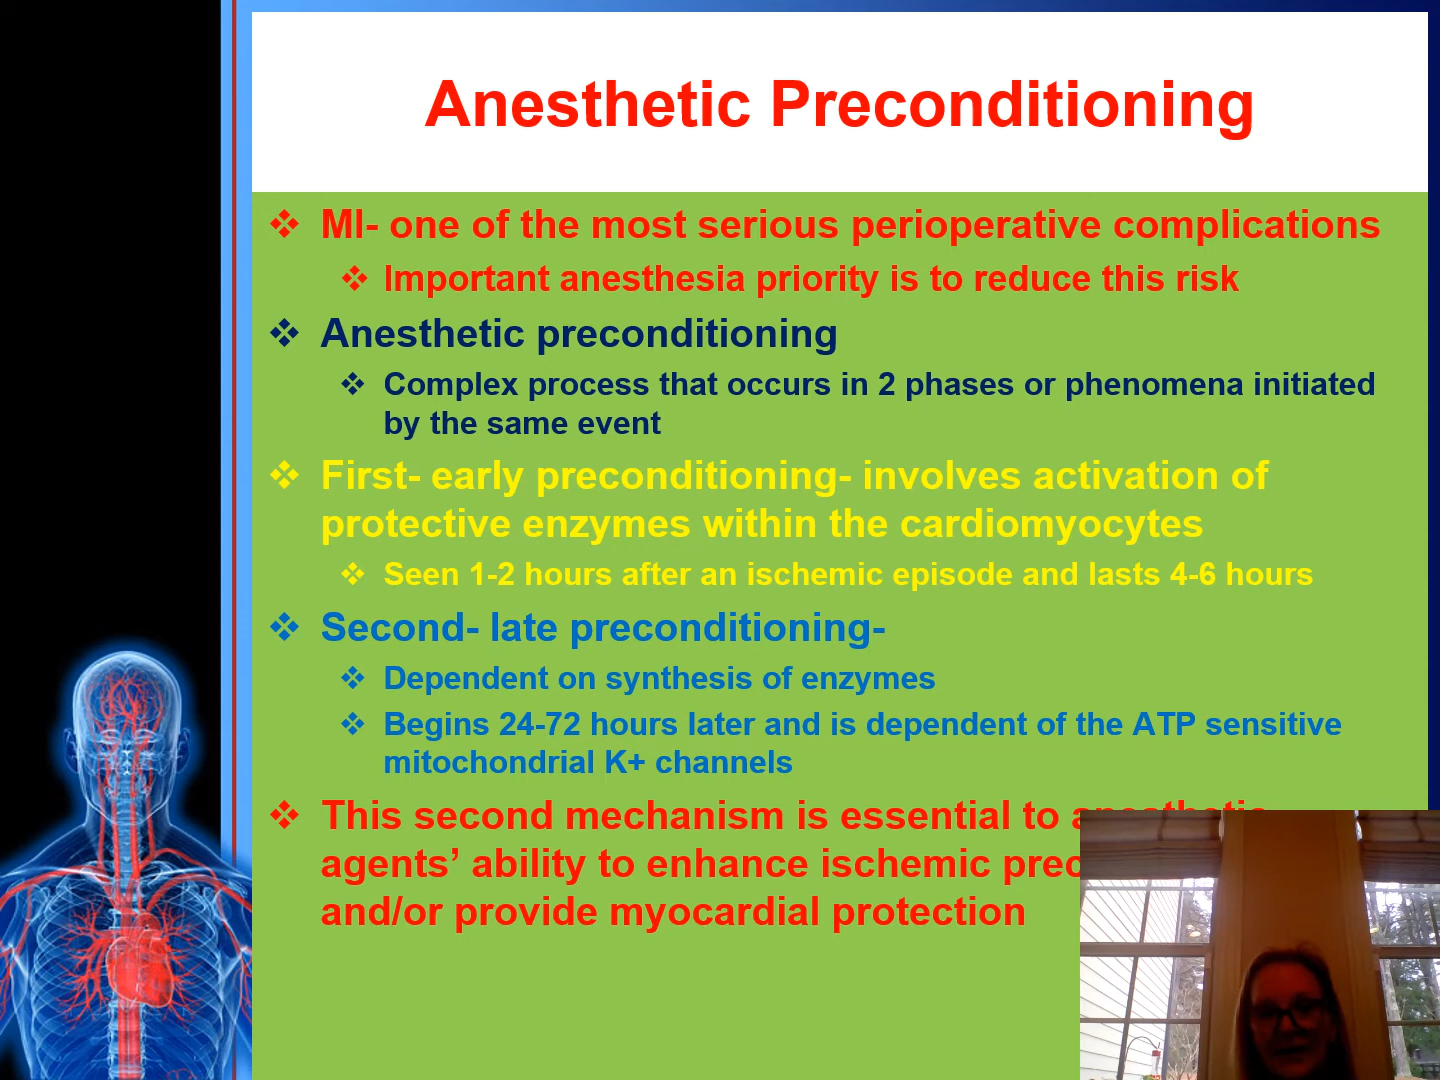 Anesthetic Preconditioning
MI- one of the most serious perioperative complications
Important anesthesia priority is to reduce this risk
Anesthetic preconditioning
Complex process that occurs in 2 phases or phenomena initiated
by the same event
First- early preconditioning- involves activation of
protective enzymes within the cardiomyocytes
Seen 1-2 hours after an ischemic episode and lasts 4-6 hours
Second- late preconditioning-
Dependent on synthesis of enzymes
Begins 24-72 hours later and is dependent of the ATP sensitive
mitochondrial K+ channels
This second mechanism is essential to anesthetic
agents’ ability to enhance ischemic
and/or provide myocardial protection